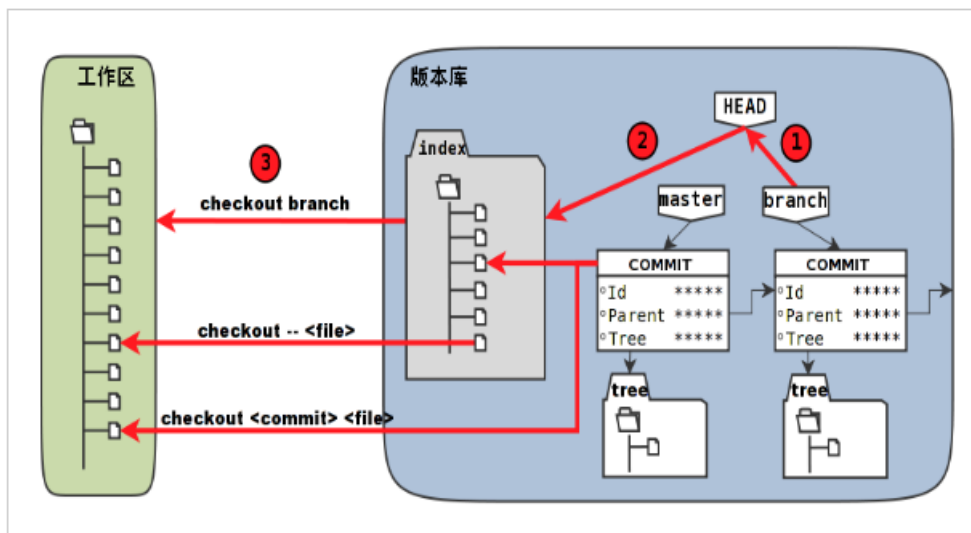 工作区
版本库
HEAD
2
1
index
3
master
branch
checkout branch
COMMIT
COMMIT
Id *****
Id *****
Parent *****
Parent *****
checkout -- <file>
Tree *****
Tree *****
tree
tree
checkout <commit> <file>